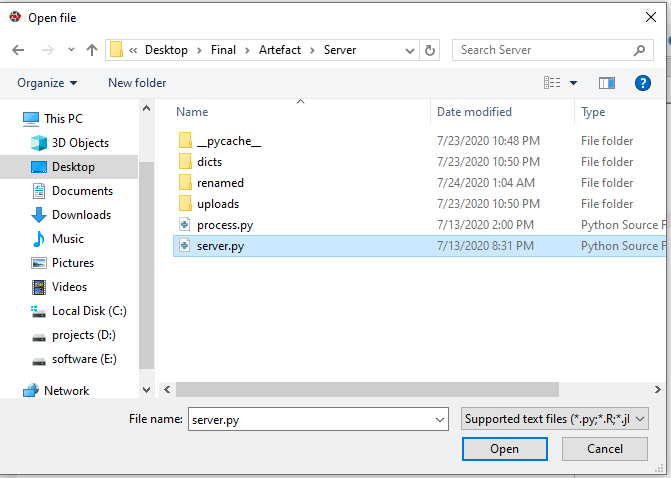 Open file
« Desktop > Final > Artefact > Server
Search Server
Organize
New folder
Name Date modified Type
This PC
3D Objects
Desktop
Documents
Downloads
Music
Pictures
Videos
Local Disk (C:)
projects (D:)
software (E:)
Network
__pycache__ 7/23/2020 10:48 PM File folder
dicts 7/23/2020 10:50 PM File folder
renamed 7/24/2020 1:04 AM File folder
uploads 7/23/2020 10:50 PM File folder
process.py 7/13/2020 2:00 PM Python Source F
server.py 7/13/2020 8:31 PM Python Source F
File name: server.py
Supported text files (*.py;*.R;*.jl
Open
Cancel